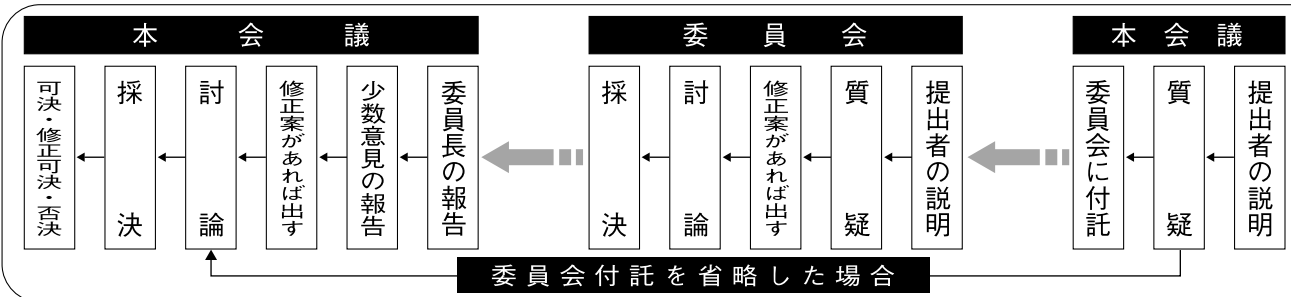 本会議
提出者の説明
質疑
委員会に付託
委員会
提出者の説明
質疑
修正案があれば出す
討論
採決
本会議
委員長の報告
少数意見の報告
修正案があれば出す
討論
採決
可決・修正可決・否決
委員会付託を省略した場合